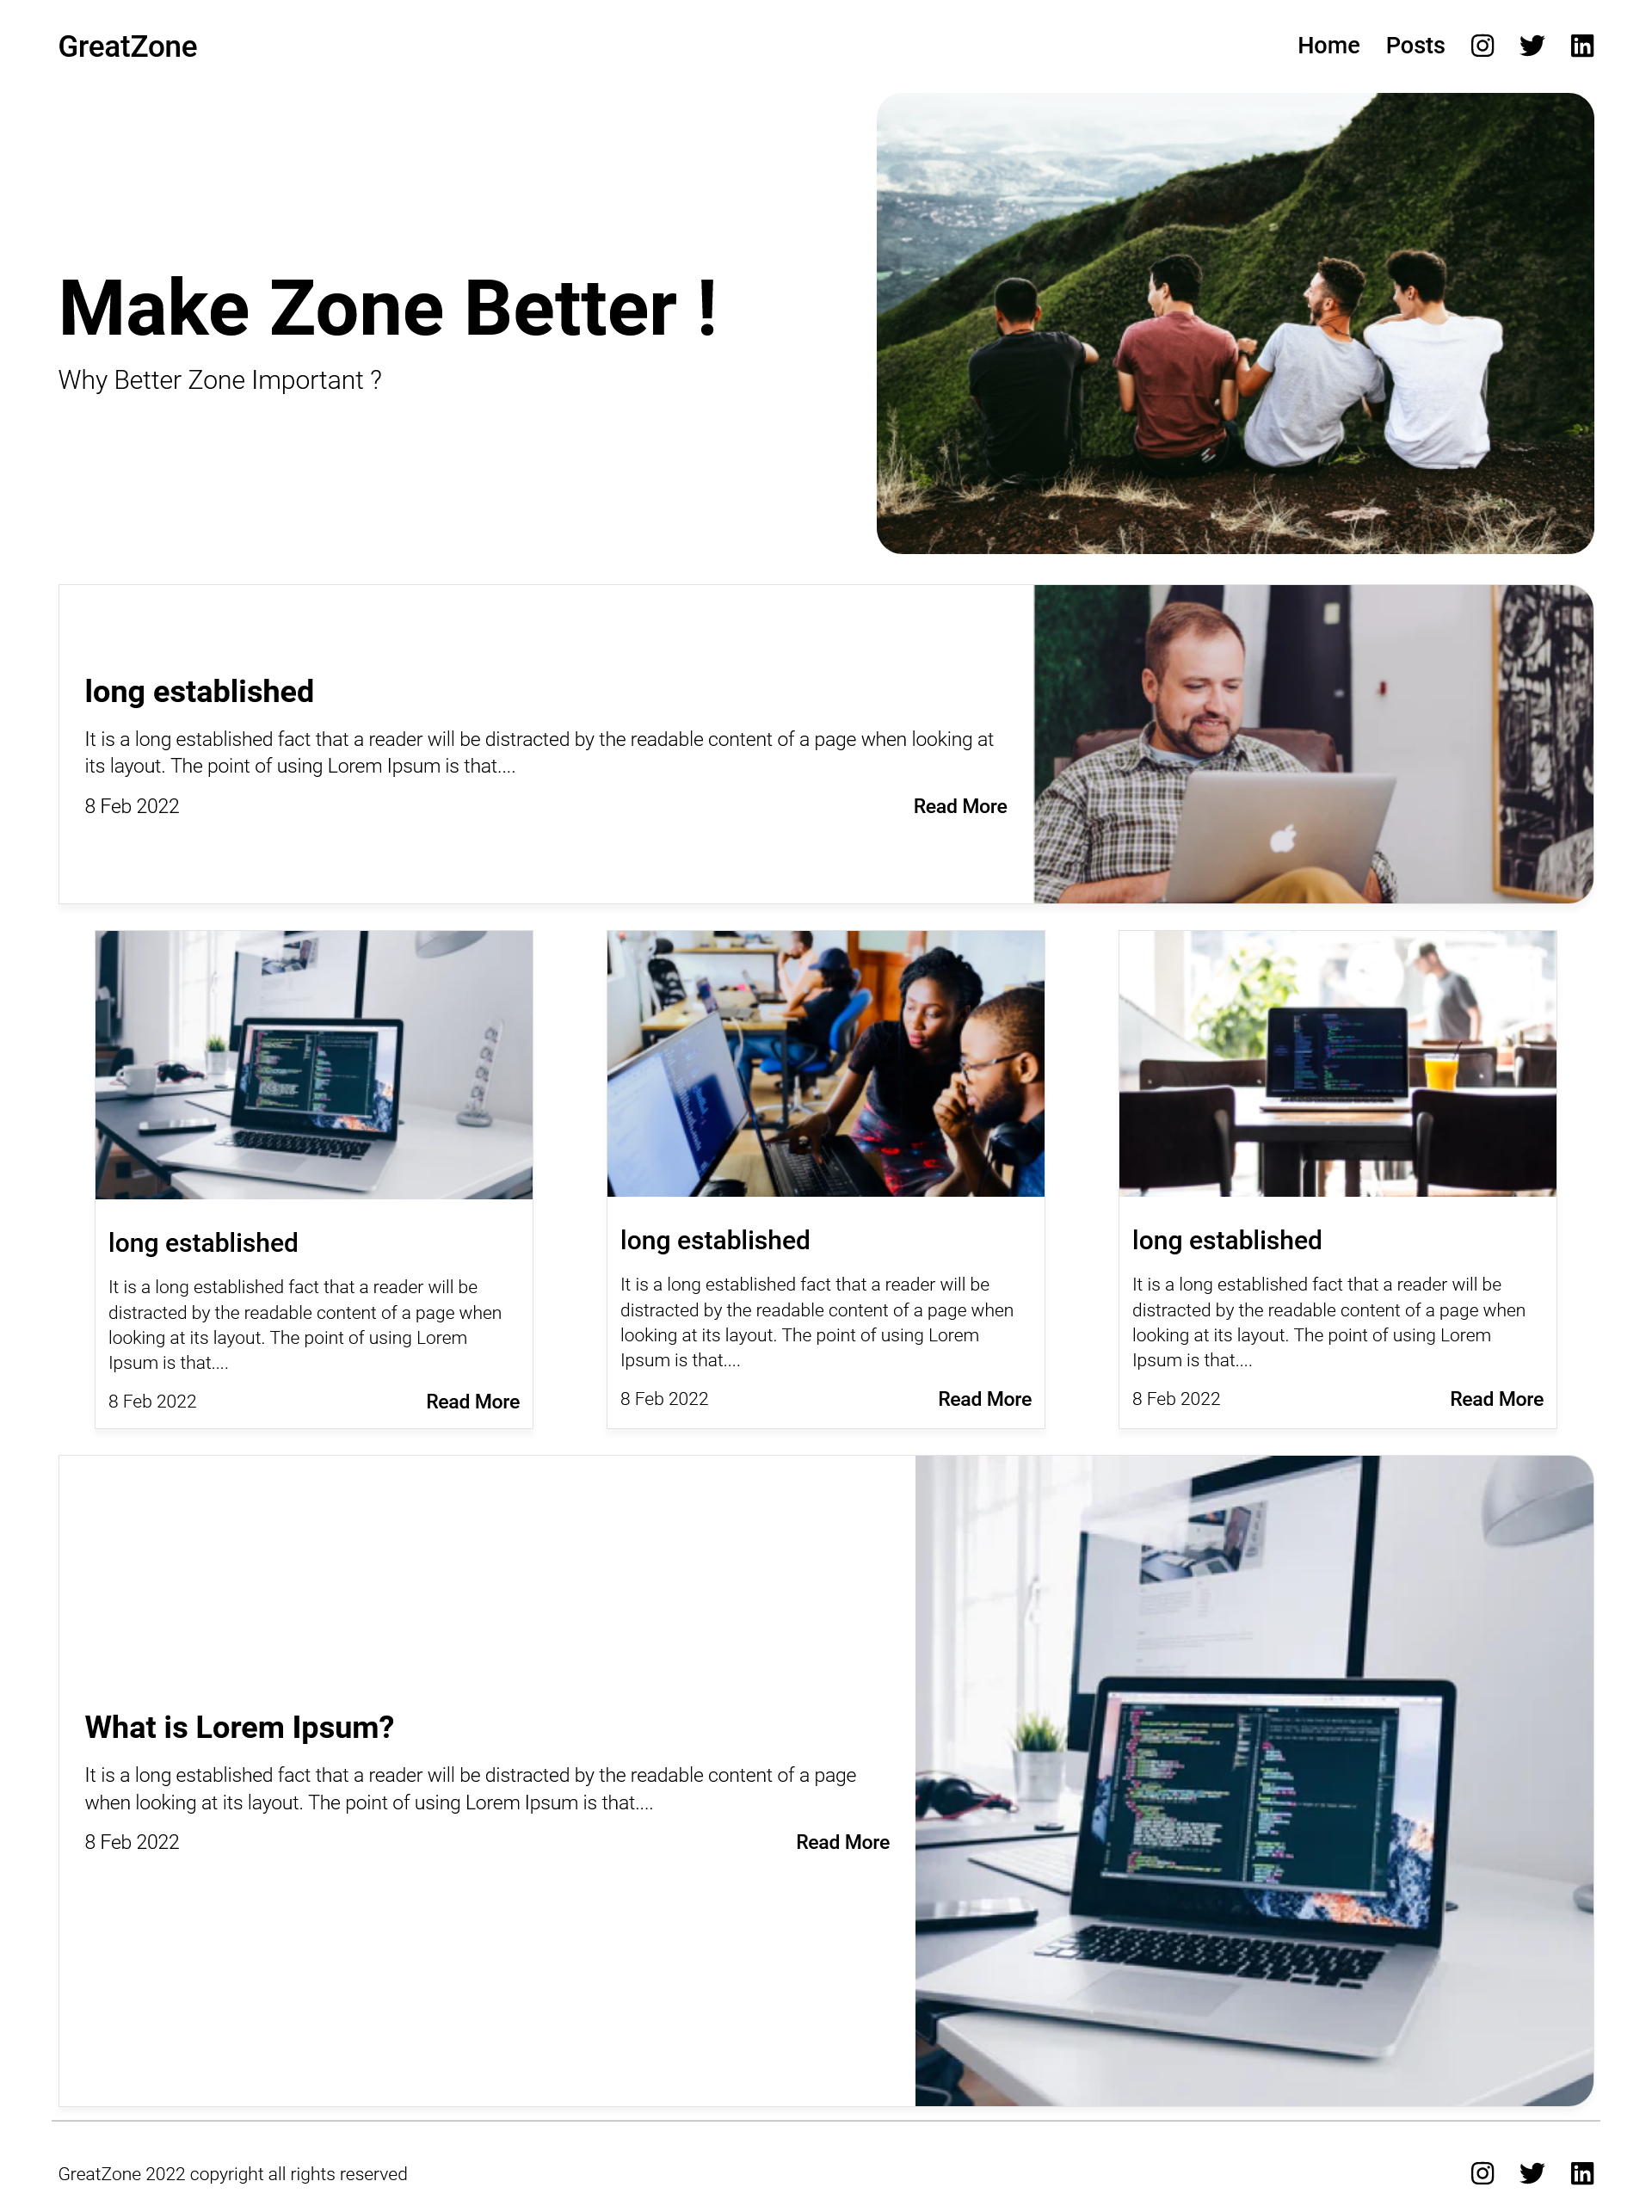 GreatZone
Home Posts
Make Zone Better !
Why Better Zone Important ?
long established
It is a long established fact that a reader will be distracted by the readable content of a page when looking at
its layout. The point of using Lorem Ipsum is that....
8 Feb 2022
Read More
long established
It is a long established fact that a reader will be
distracted by the readable content of a page when
looking at its layout. The point of using Lorem
Ipsum is that....
8 Feb 2022
Read More
long established
It is a long established fact that a reader will be
distracted by the readable content of a page when
looking at its layout. The point of using Lorem
Ipsum is that....
8 Feb 2022
Read More
long established
It is a long established fact that a reader will be
distracted by the readable content of a page when
looking at its layout. The point of using Lorem
Ipsum is that....
8 Feb 2022
Read More
What is Lorem Ipsum?
It is a long established fact that a reader will be distracted by the readable content of a page
when looking at its layout. The point of using Lorem Ipsum is that....
8 Feb 2022
Read More
GreatZone 2022 copyright all rights reserved